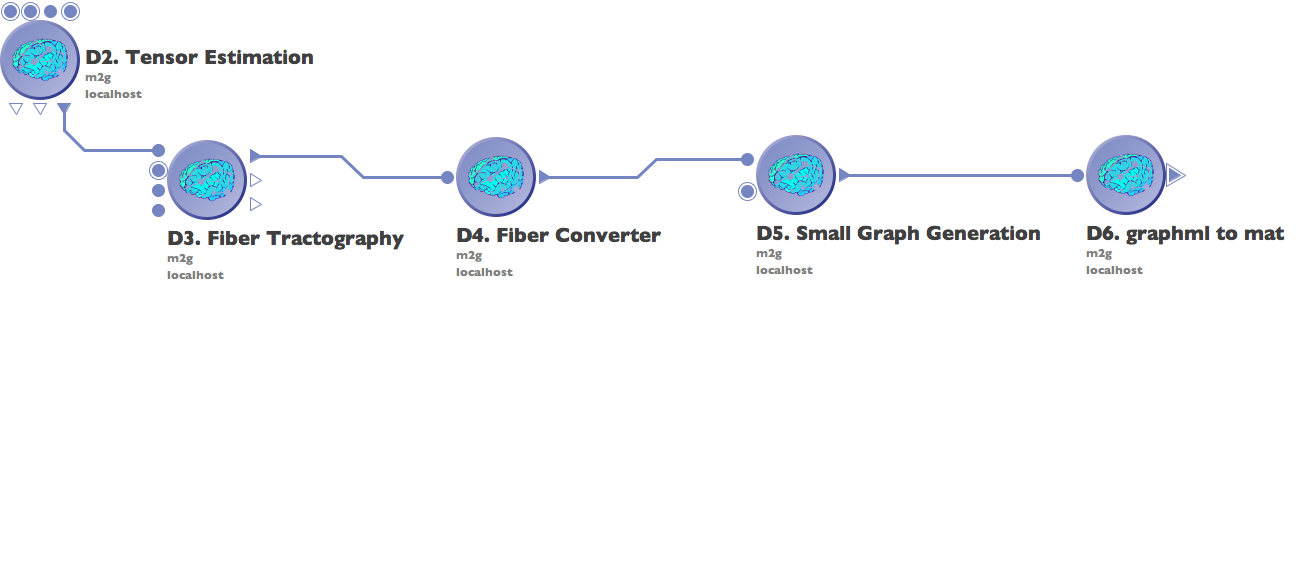 D2. Tensor Estimation
m2g
localhost
D3. Fiber Tractography
m2g
localhost
D4. Fiber Converter
m2g
localhost
D5. Small Graph Generation
m2g
localhost
D6. graphml to mat
m2g
localhost